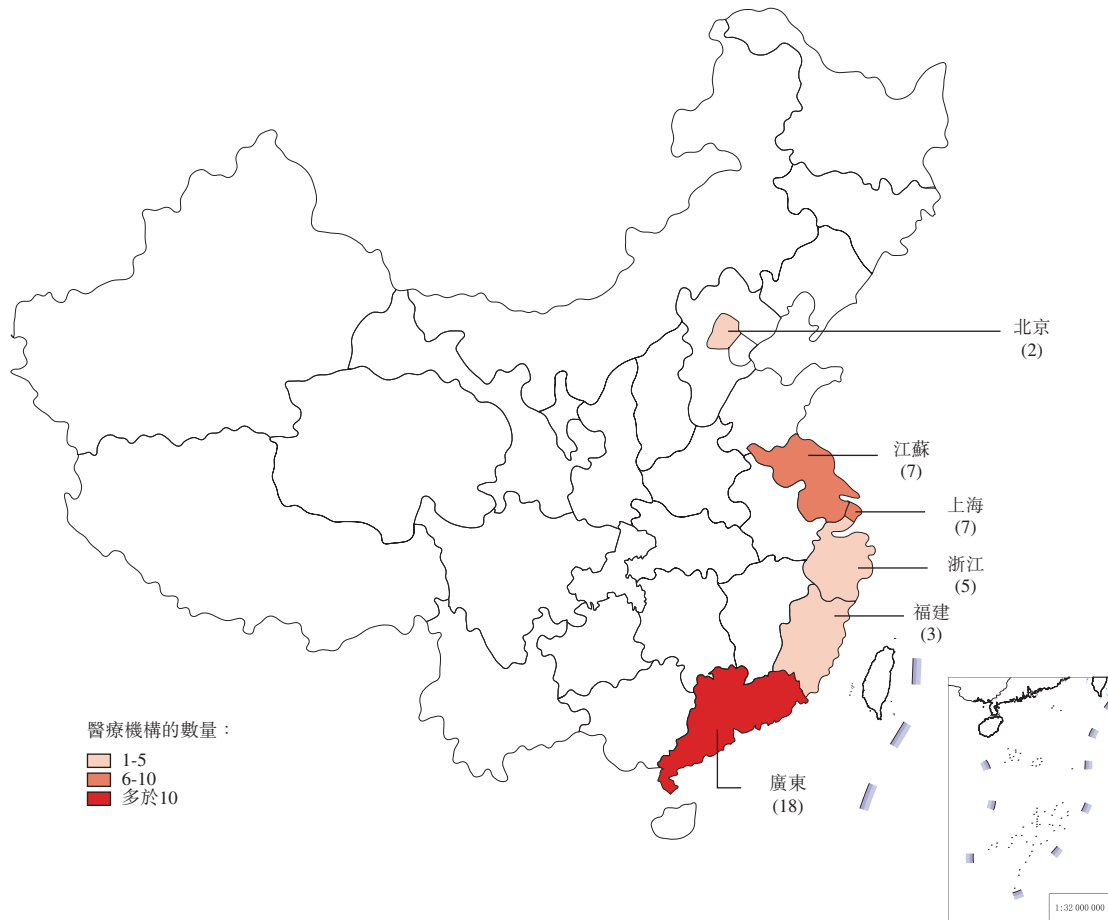 北京
(2)
江蘇
(7)
上海
(7)
浙江
(5)
福建
(3)
醫療機構的數量：
1-5
6-10
多於10
廣東
(18)
1:32 000 000